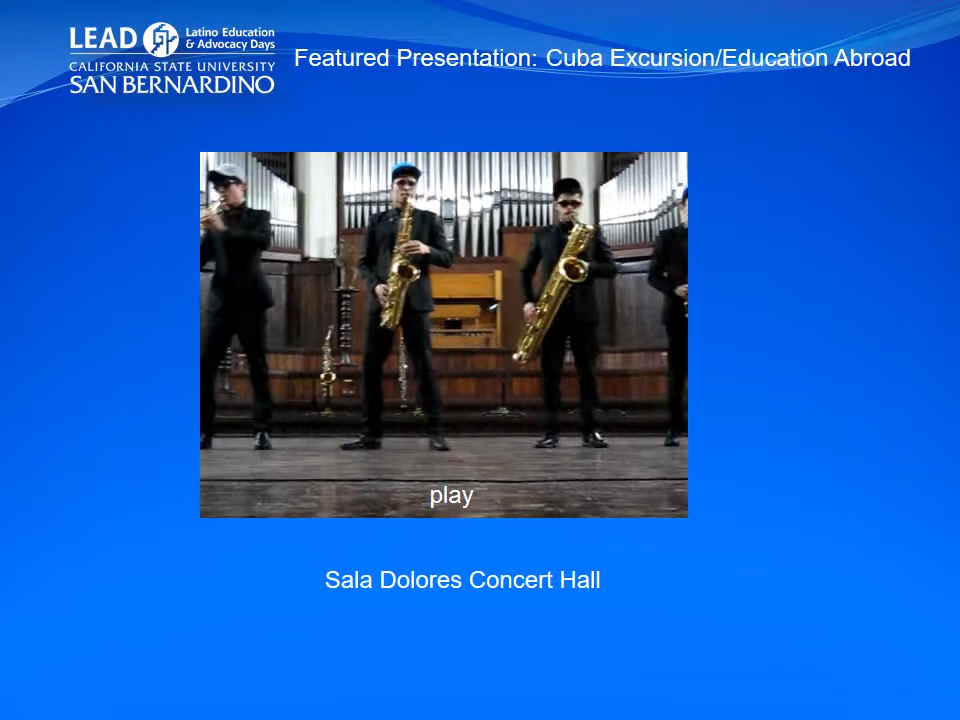 LEAD Latino Education
& Advocacy Days
CALIFORNIA STATE UNIVERSITY
SAN BERNARDINO
Featured Presentation: Cuba Excursion/Education Abroad
play
Sala Dolores Concert Hall